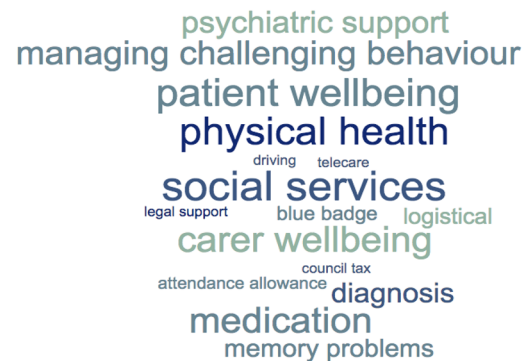 psychiatric support
managing challenging behaviour
patient wellbeing
physical health
driving telecare
social services
legal support blue badge logistical
carer wellbeing
council tax
attendance allowance diagnosis
medication
memory problems